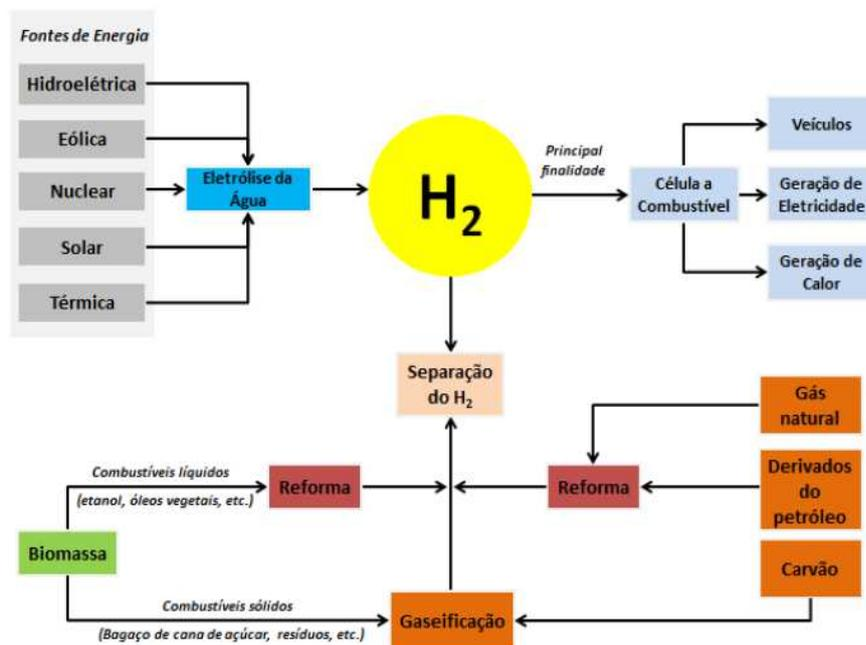 Fontes de Energia
Hidroelétrica
Eólica
Nuclear
Solar
Térmica
Eletrólise da
Água
H2
Principal
finalidade
Célula a
Combustível
Veículos
Geração de
Eletricidade
Geração de
Calor
Separação
do H2
Gás
natural
Derivados
do
petróleo
Carvão
Reforma
Reforma
Combustíveis líquidos
(etanol, óleos vegetais, etc.)
Biomassa
Combustíveis sólidos
(Bagaço de cana de açúcar, resíduos, etc.)
Gaseificação